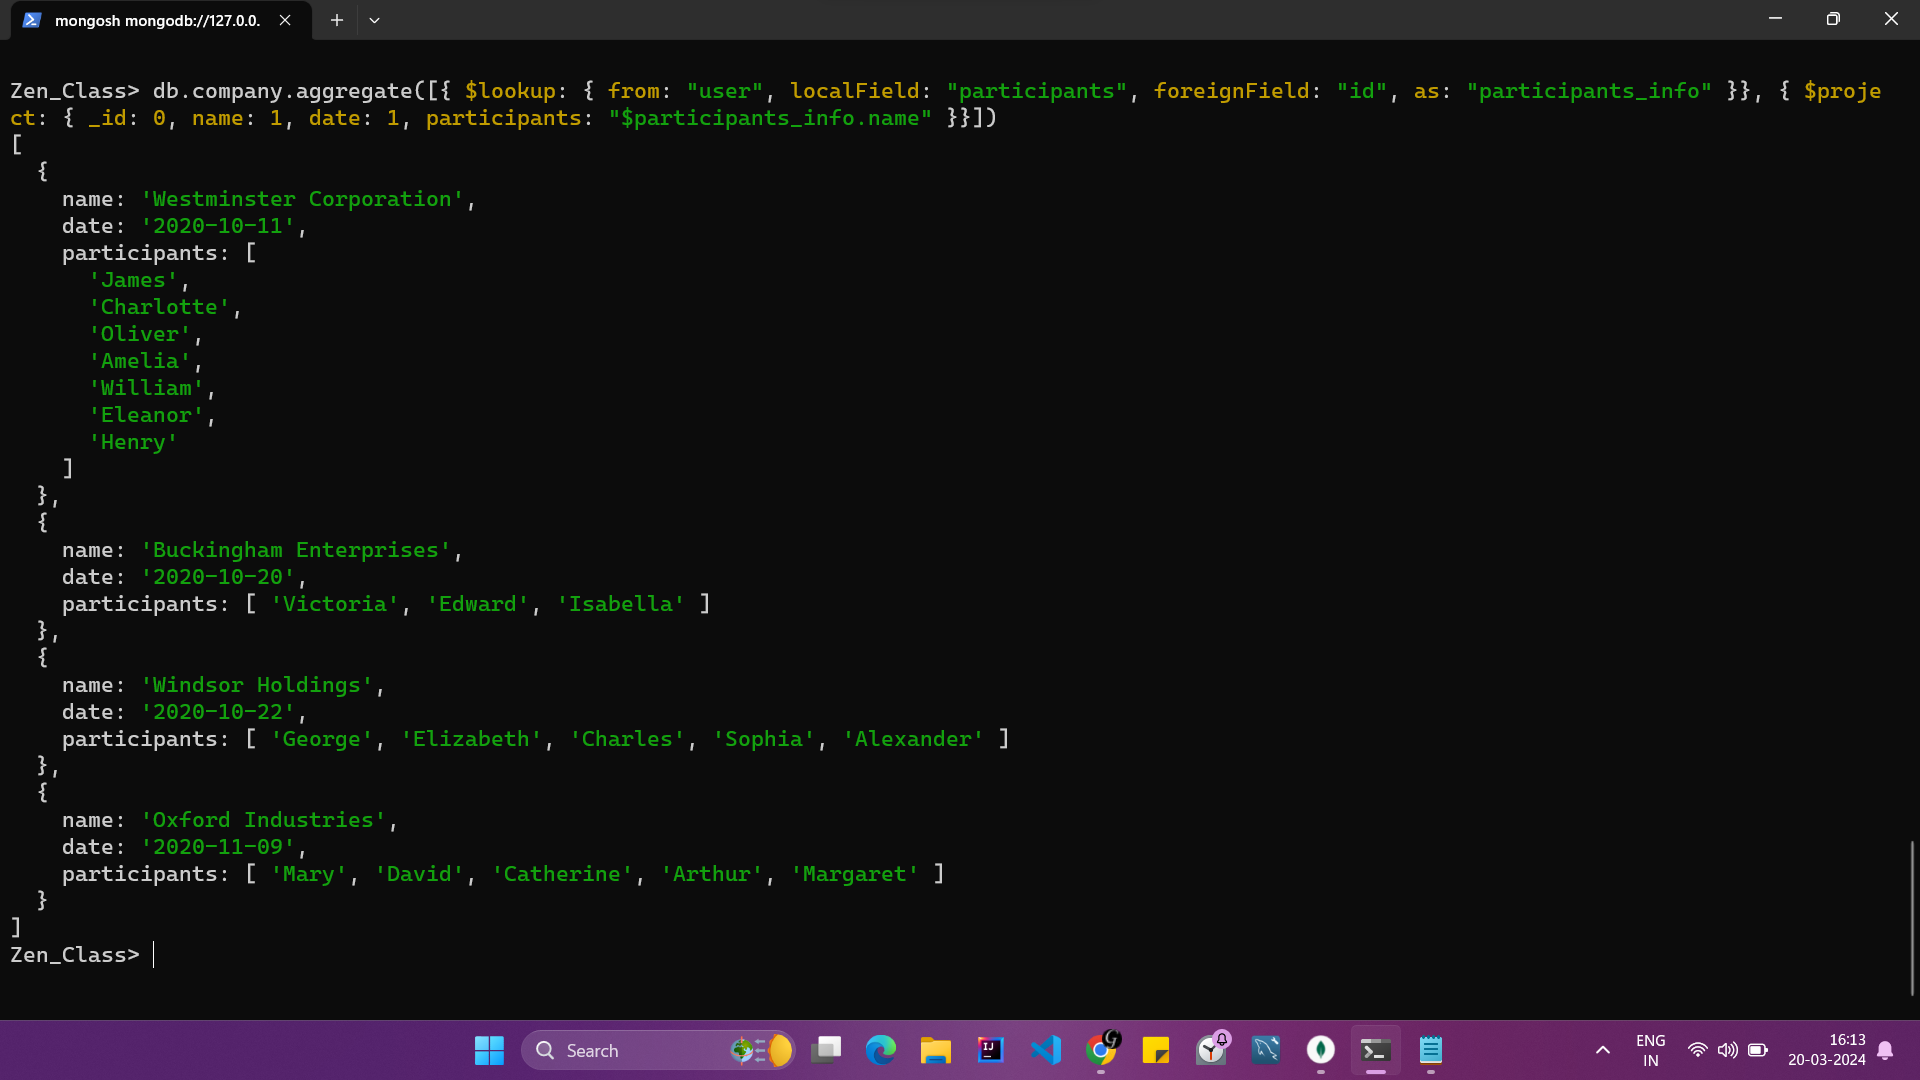 mongosh mongodb://127.0.0.
Zen_Class> db.company.aggregate([{ $lookup: { from: "user", localField: "participants", foreignField: "id", as: "participants_info" }}, { $proje
ct: { _id: 0, name: 1, date: 1, participants: "$participants_info.name" }}])
[
  {
    name: 'Westminster Corporation',
    date: '2020-10-11',
    participants: [
      'James',
      'Charlotte',
      'Oliver',
      'Amelia',
      'William',
      'Eleanor',
      'Henry'
    ]
  },
  {
    name: 'Buckingham Enterprises',
    date: '2020-10-20',
    participants: [ 'Victoria', 'Edward', 'Isabella' ]
  },
  {
    name: 'Windsor Holdings',
    date: '2020-10-22',
    participants: [ 'George', 'Elizabeth', 'Charles', 'Sophia', 'Alexander' ]
  },
  {
    name: 'Oxford Industries',
    date: '2020-11-09',
    participants: [ 'Mary', 'David', 'Catherine', 'Arthur', 'Margaret' ]
  }
]
Zen_Class>
Search
IJ
G
ENG
IN
16:13
20-03-2024